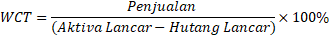 WCT = Penjualan / (Aktiva Lancar − Hutang Lancar) × 100%